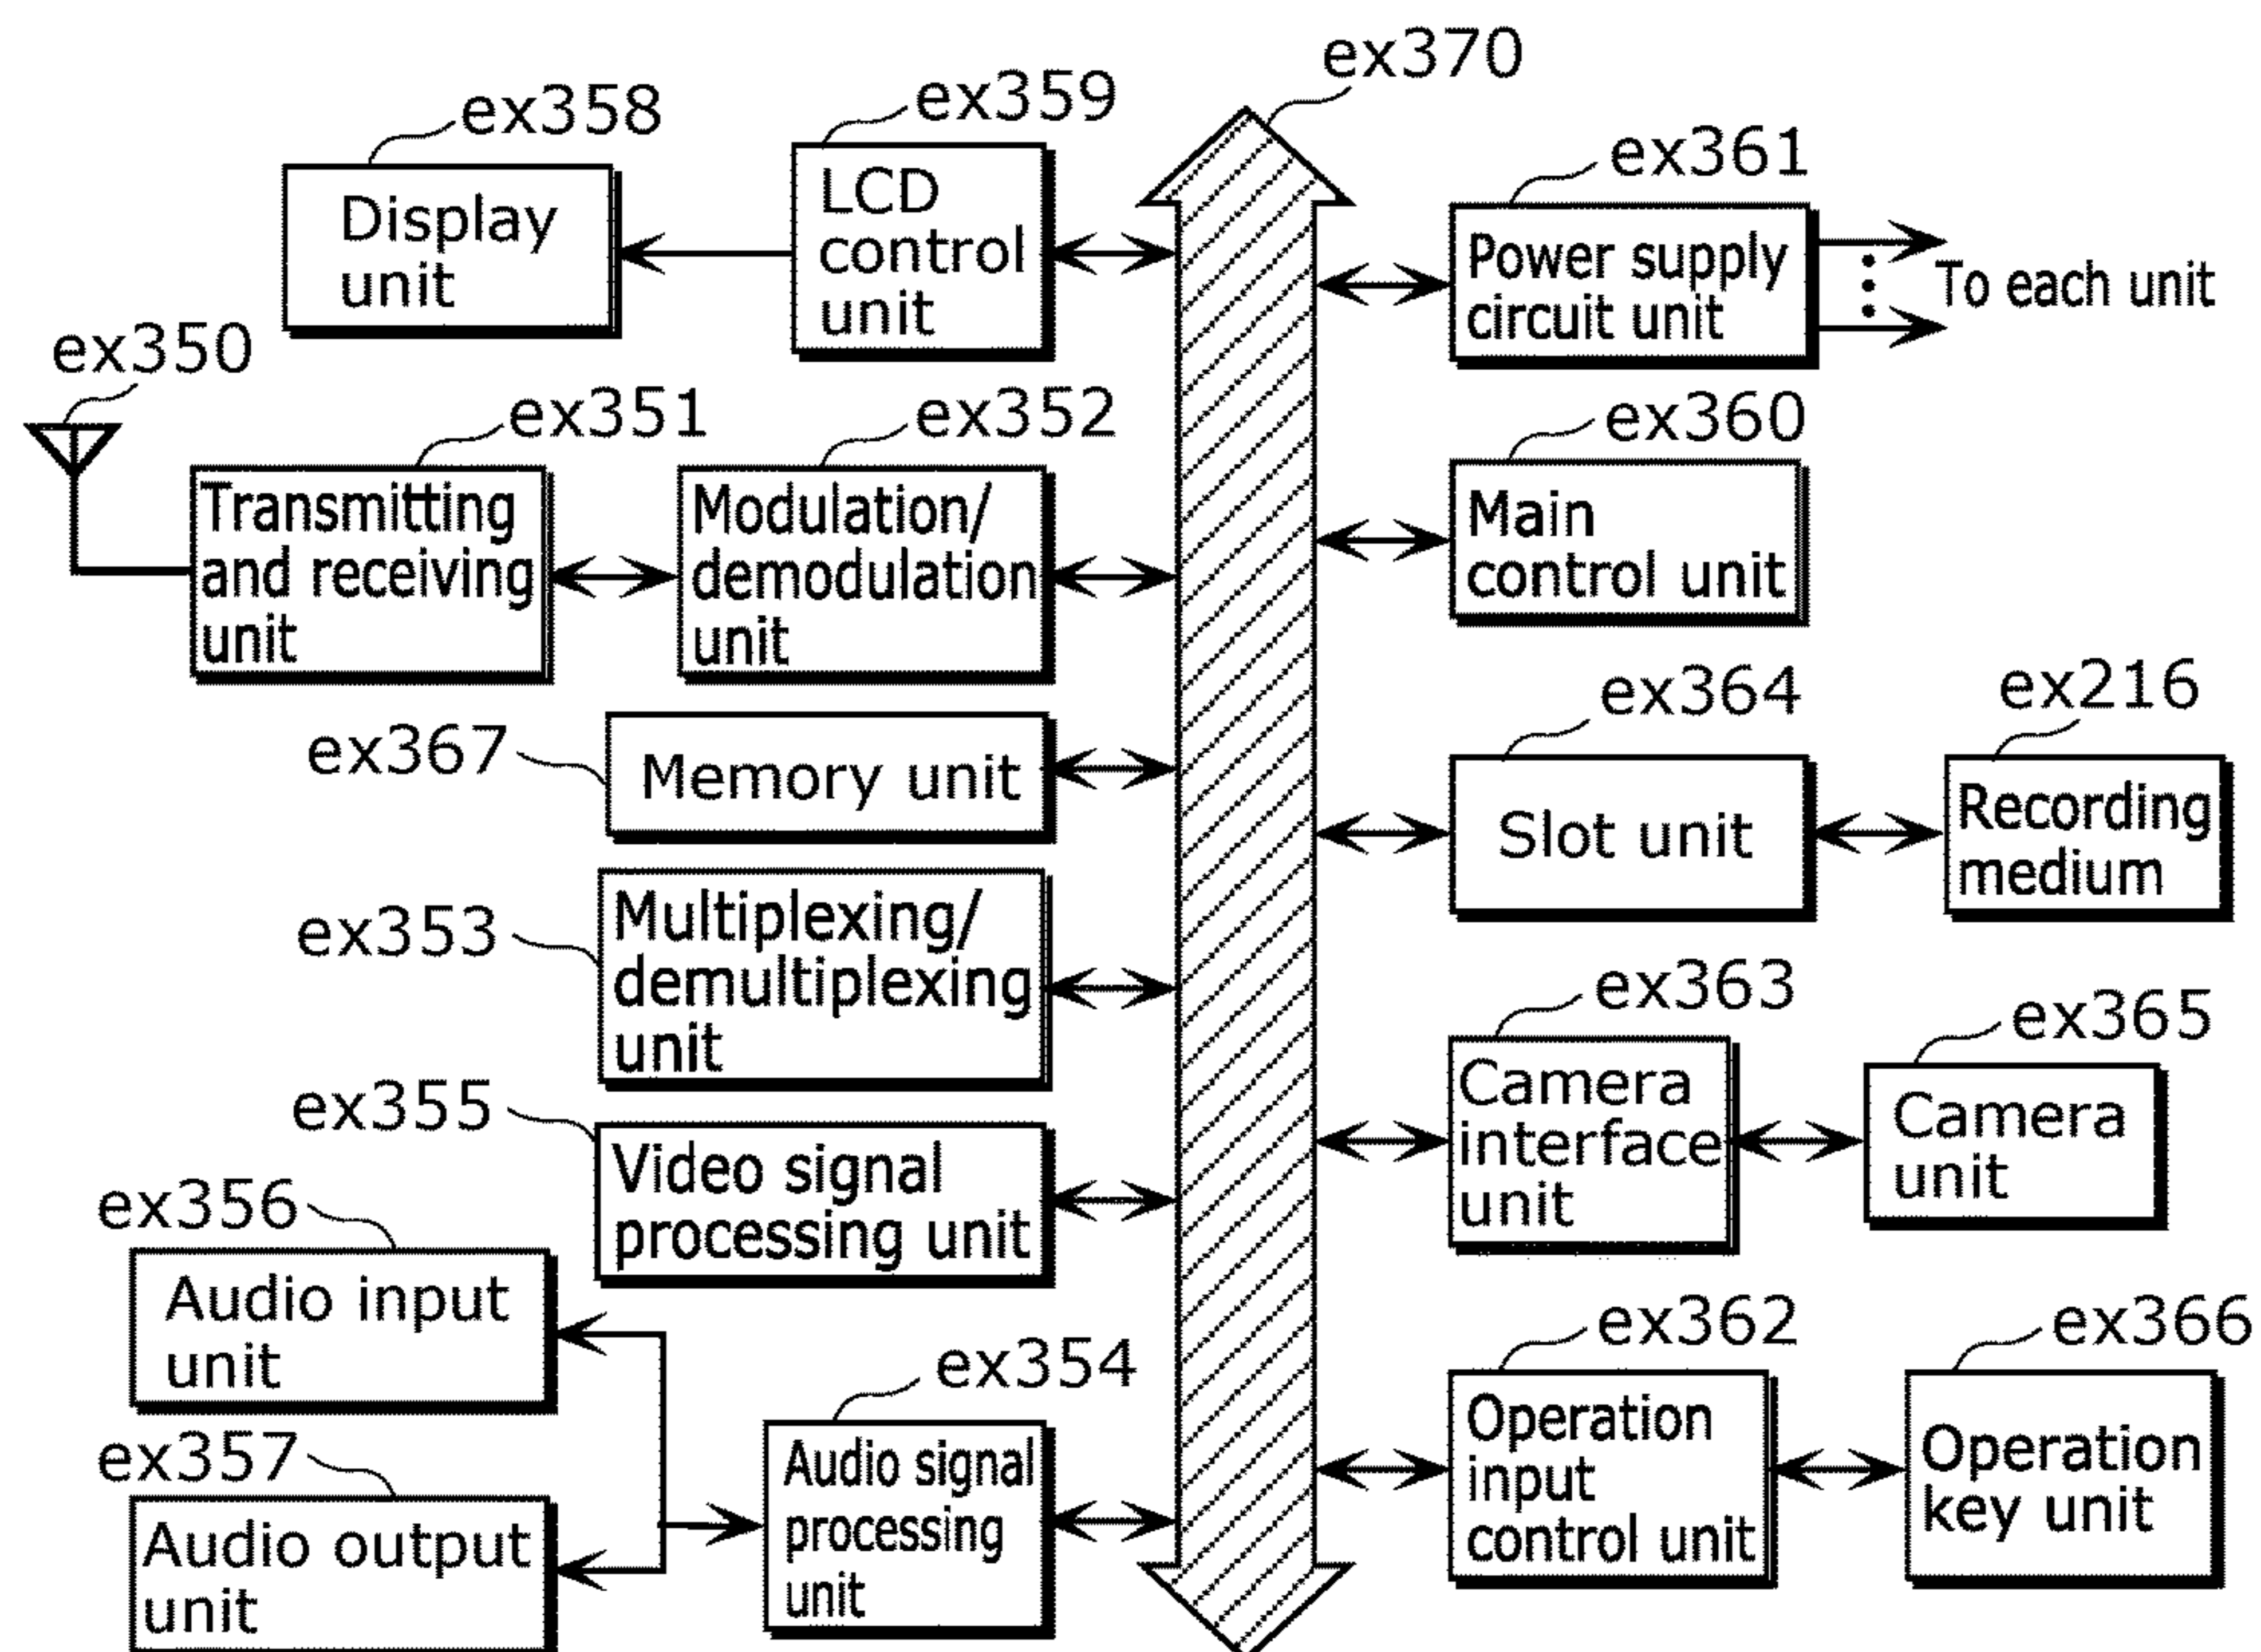 ex370
ex358
ex359
ex361
Display
unit
LCD
control
unit
Power supply
circuit unit
To each unit
ex350
ex351
ex352
ex360
Transmitting
and receiving
unit
Modulation/
demodulation
unit
Main
control unit
ex367
Memory unit
ex364
ex216
Slot unit
Recording
medium
ex353
Multiplexing/
demultiplexing
unit
ex363
ex365
Camera
interface
unit
Camera
unit
ex355
Video signal
processing unit
ex356
Audio input
unit
ex362
ex366
Operation
input
control unit
Operation
key unit
ex357
Audio output
unit
ex354
Audio signal
processing
unit